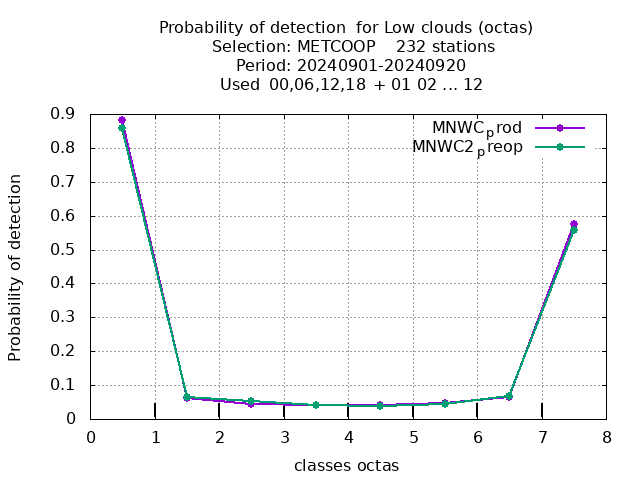 Probability of detection for Low clouds (octas)
Selection: METCOOP 232 stations
Period: 20240901-20240920
Used 00,06,12,18 + 01 02 ... 12
MNWC_prod
MNWC2_preop
0.9
0.8
0.7
0.6
0.5
0.4
0.3
0.2
0.1
0
Probability of detection
0 1 2 3 4 5 6 7 8
classes octas